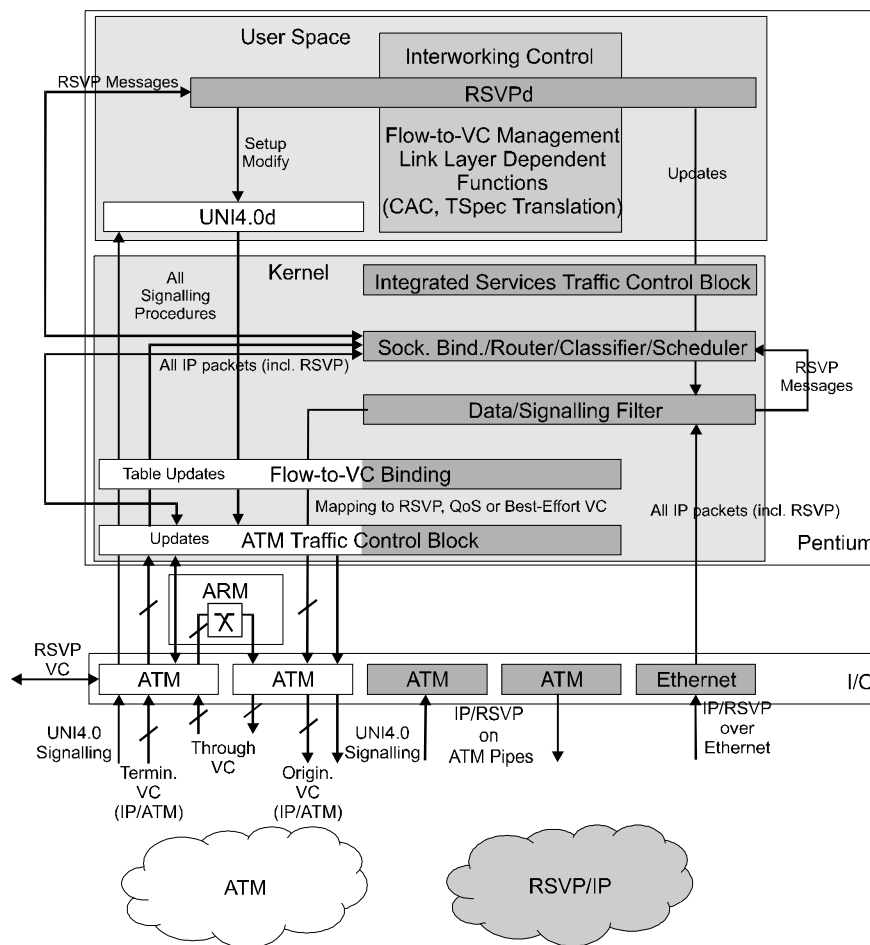 User Space
Interworking Control
RSVP Messages
RSVPd
Setup
Modify
Flow-to-VC Management
Link Layer Dependent
Functions
(CAC, TSpec Translation)
Updates
UNI4.0d
Kernel
All
Signalling
Procedures
Integrated Services Traffic Control Block
Sock. Bind./Router/Classifier/Scheduler
All IP packets (incl. RSVP)
RSVP
Messages
Data/Signalling Filter
Table Updates
Flow-to-VC Binding
Mapping to RSVP, QoS or Best-Effort VC
All IP packets (incl. RSVP)
Updates
ATM Traffic Control Block
Pentium
ARM
RSVP
VC
ATM
ATM
ATM
ATM
Ethernet
I/O
UNI4.0
Signalling
Termin.
VC
(IP/ATM)
Through
VC
Origin.
VC
(IP/ATM)
UNI4.0
Signalling
IP/RSVP
on
ATM Pipes
IP/RSVP
over
Ethernet
ATM
RSVP/IP